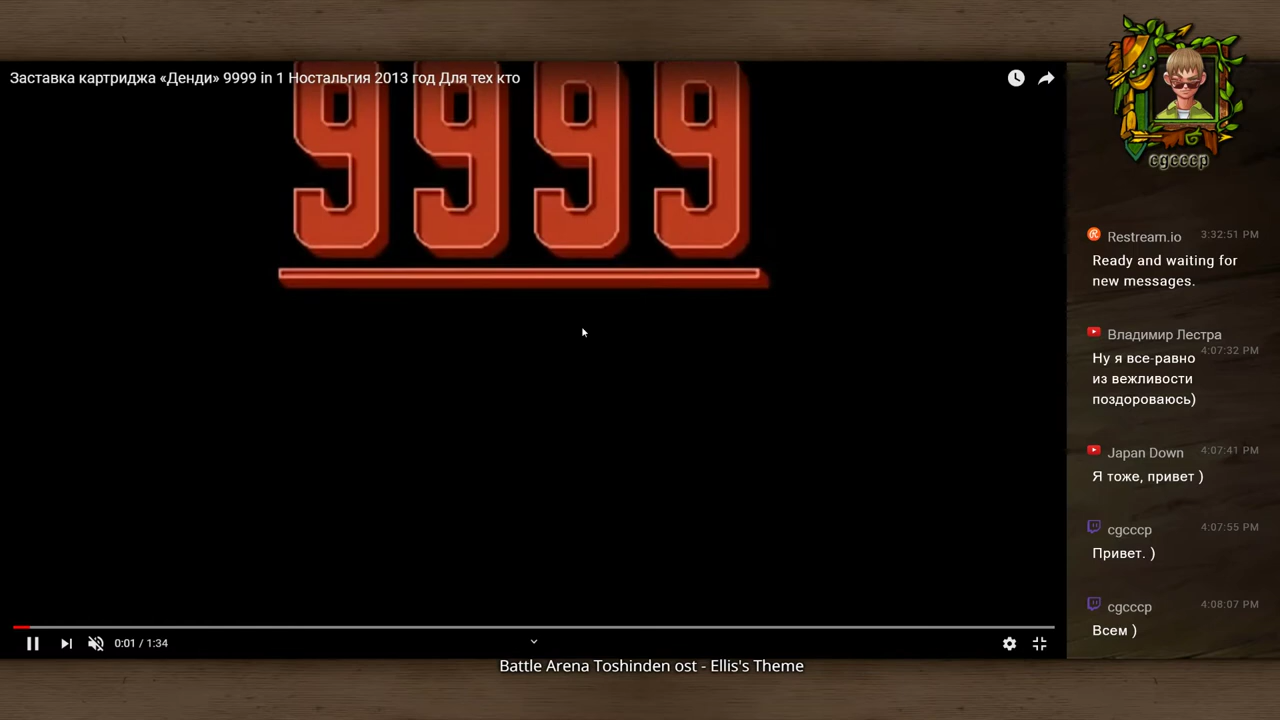 Заставка картриджа «Денди» 9999 in 1 Ностальгия 2013 год Для тех кто
9999
cgcccp
Restream.io 3:32:51 PM
Ready and waiting for
new messages.
Владимир Лестра
4:07:32 PM
Ну я все-равно
из вежливости
поздороваюсь)
Japan Down 4:07:41 PM
Я тоже, привет )
cgcccp 4:07:55 PM
Привет. )
cgcccp 4:08:07 PM
Всем )
0:01 / 1:34
Battle Arena Toshinden ost - Ellis's Theme